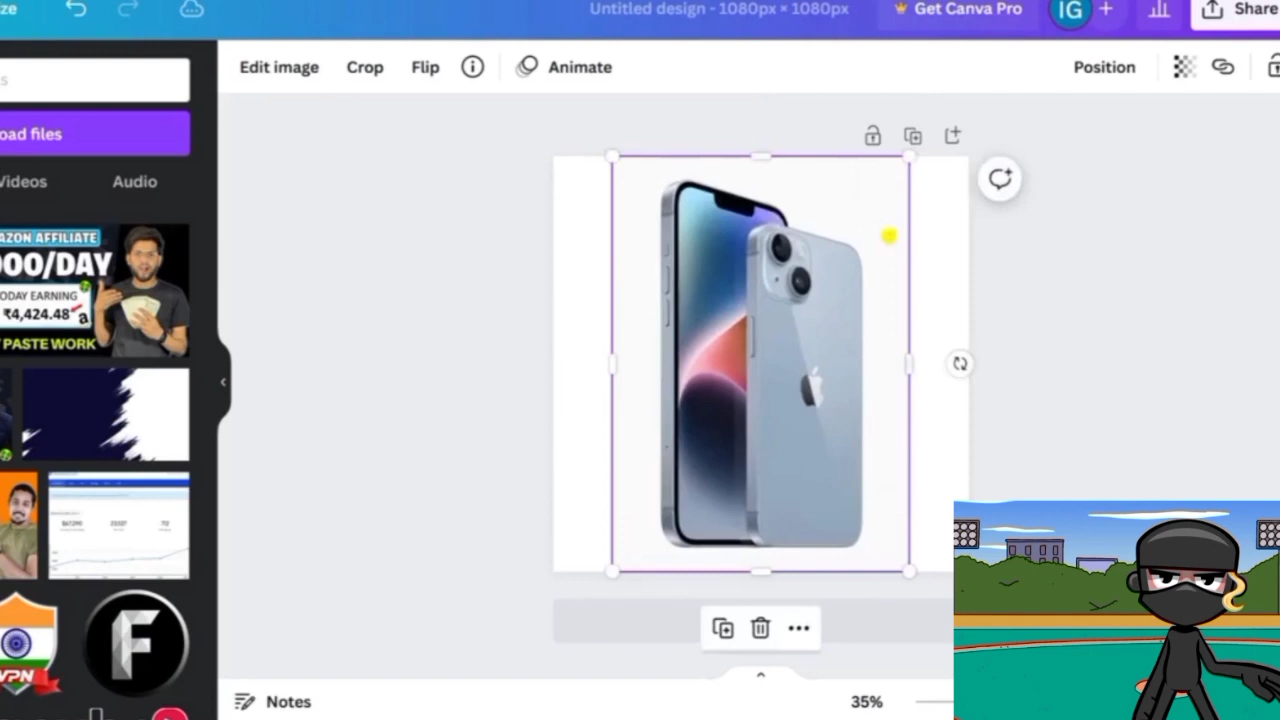 ze
Untitled design - 1080px × 1080px
Get Canva Pro
IG
Share
s
Edit image
Crop
Flip
Animate
Position
oad files
Videos
Audio
AZON AFFILIATE
000/DAY
TODAY EARNING
₹4,424.48
a
PASTE WORK
F
VPN
Notes
35%